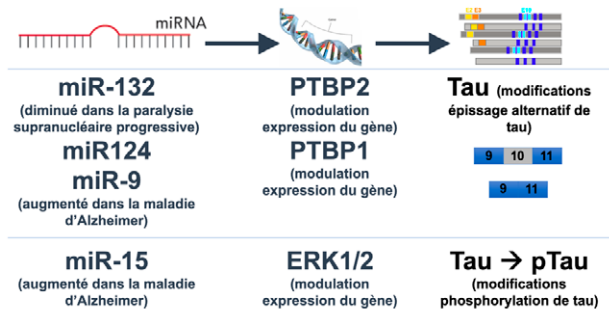 miRNA
E2 E3 E10
miR-132
(diminué dans la paralysie
supranucléaire progressive)
miR124
miR-9
(augmenté dans la maladie
d'Alzheimer)
PTBP2
(modulation
expression du gène)
PTBP1
(modulation
expression du gène)
Tau (modifications
épissage alternatif de
tau)
9 10 11
9 11
miR-15
(augmenté dans la maladie
d'Alzheimer)
ERK1/2
(modulation
expression du gène)
Tau → pTau
(modifications
phosphorylation de tau)